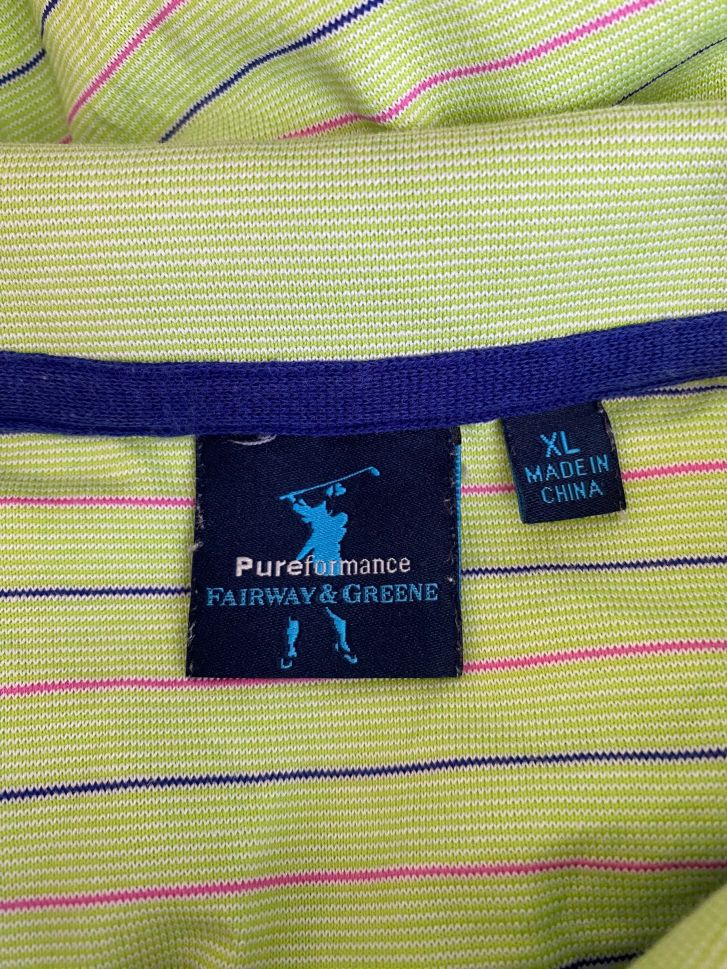 Pureformance
FAIRWAY & GREENE
XL
MADE IN
CHINA